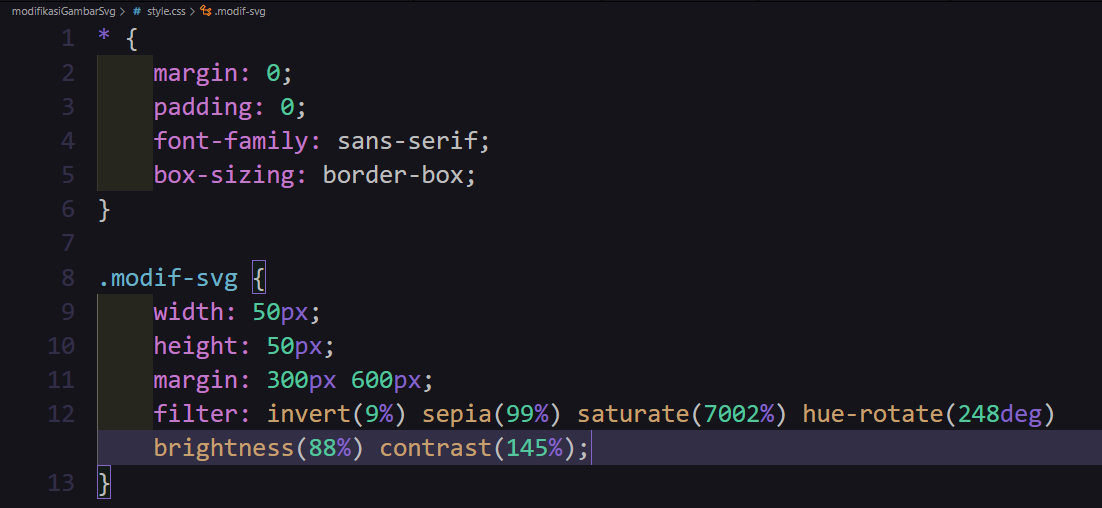 modifikasiGambarSvg > # style.css > .modif-svg
1 * {
2 margin: 0;
3 padding: 0;
4 font-family: sans-serif;
5 box-sizing: border-box;
6 }
7
8 .modif-svg {
9 width: 50px;
10 height: 50px;
11 margin: 300px 600px;
12 filter: invert(9%) sepia(99%) saturate(7002%) hue-rotate(248deg)
brightness(88%) contrast(145%);
13 }